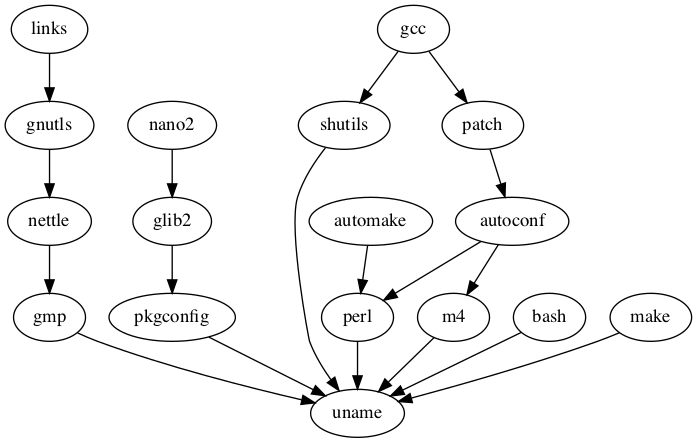 links
gcc
gnutls
nano2
shutils
patch
nettle
glib2
automake
autoconf
gmp
pkgconfig
perl
m4
bash
make
uname